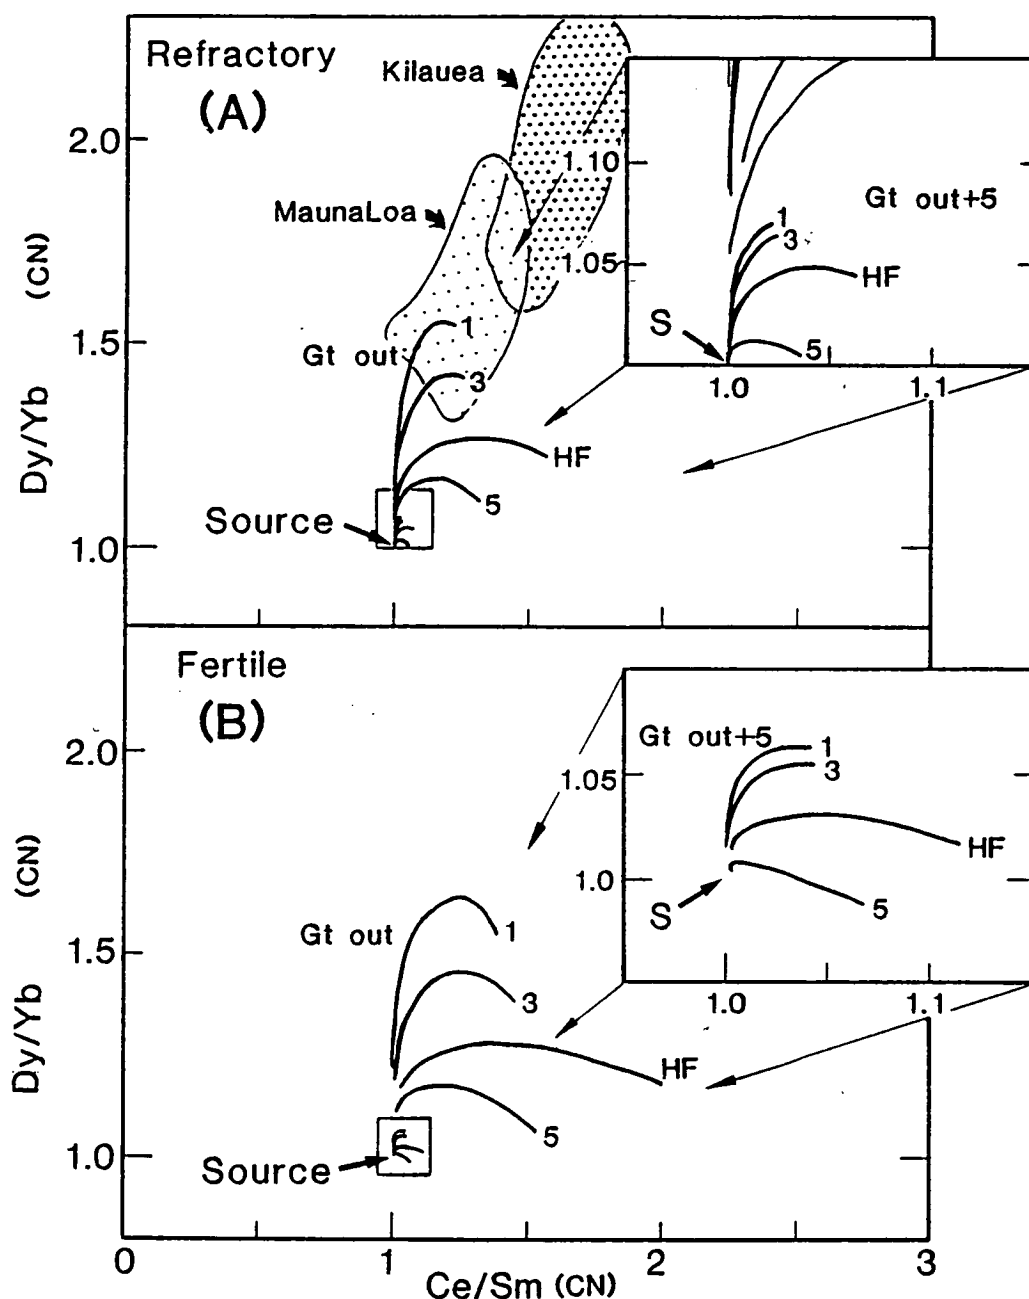 Refractory
(A)
Kilauea
2.0
MaunaLoa
1.10
Gt out+5
1
3
1.05
HF
S
5
1.0
1.1
Dy/Yb (CN)
1.5
1
Gt out
3
HF
5
Source
1.0
Fertile
(B)
2.0
Gt out+5
1
3
1.05
HF
1.0
S
5
1.0
1.1
Dy/Yb (CN)
Gt out
1
1.5
3
HF
5
1.0
Source
0
1
2
3
Ce/Sm (CN)